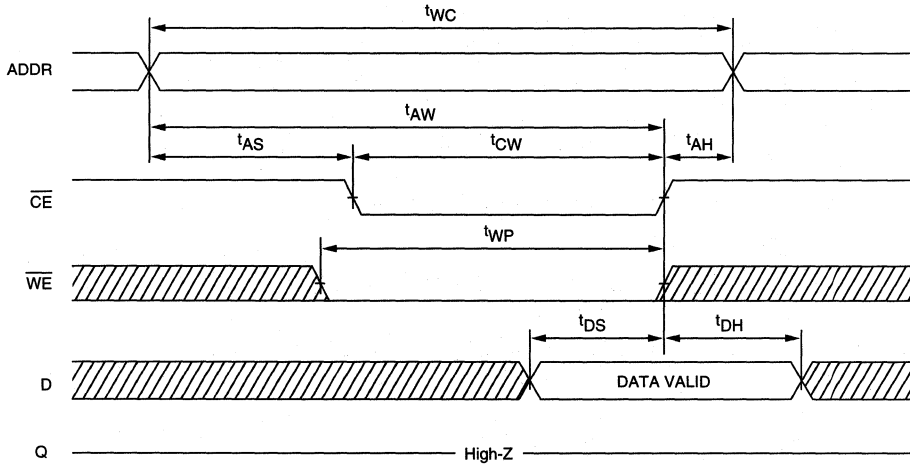 tWC
ADDR
tAW
tAS tCW tAH
CE
tWP
WE
tDS tDH
D DATA VALID
Q High-Z